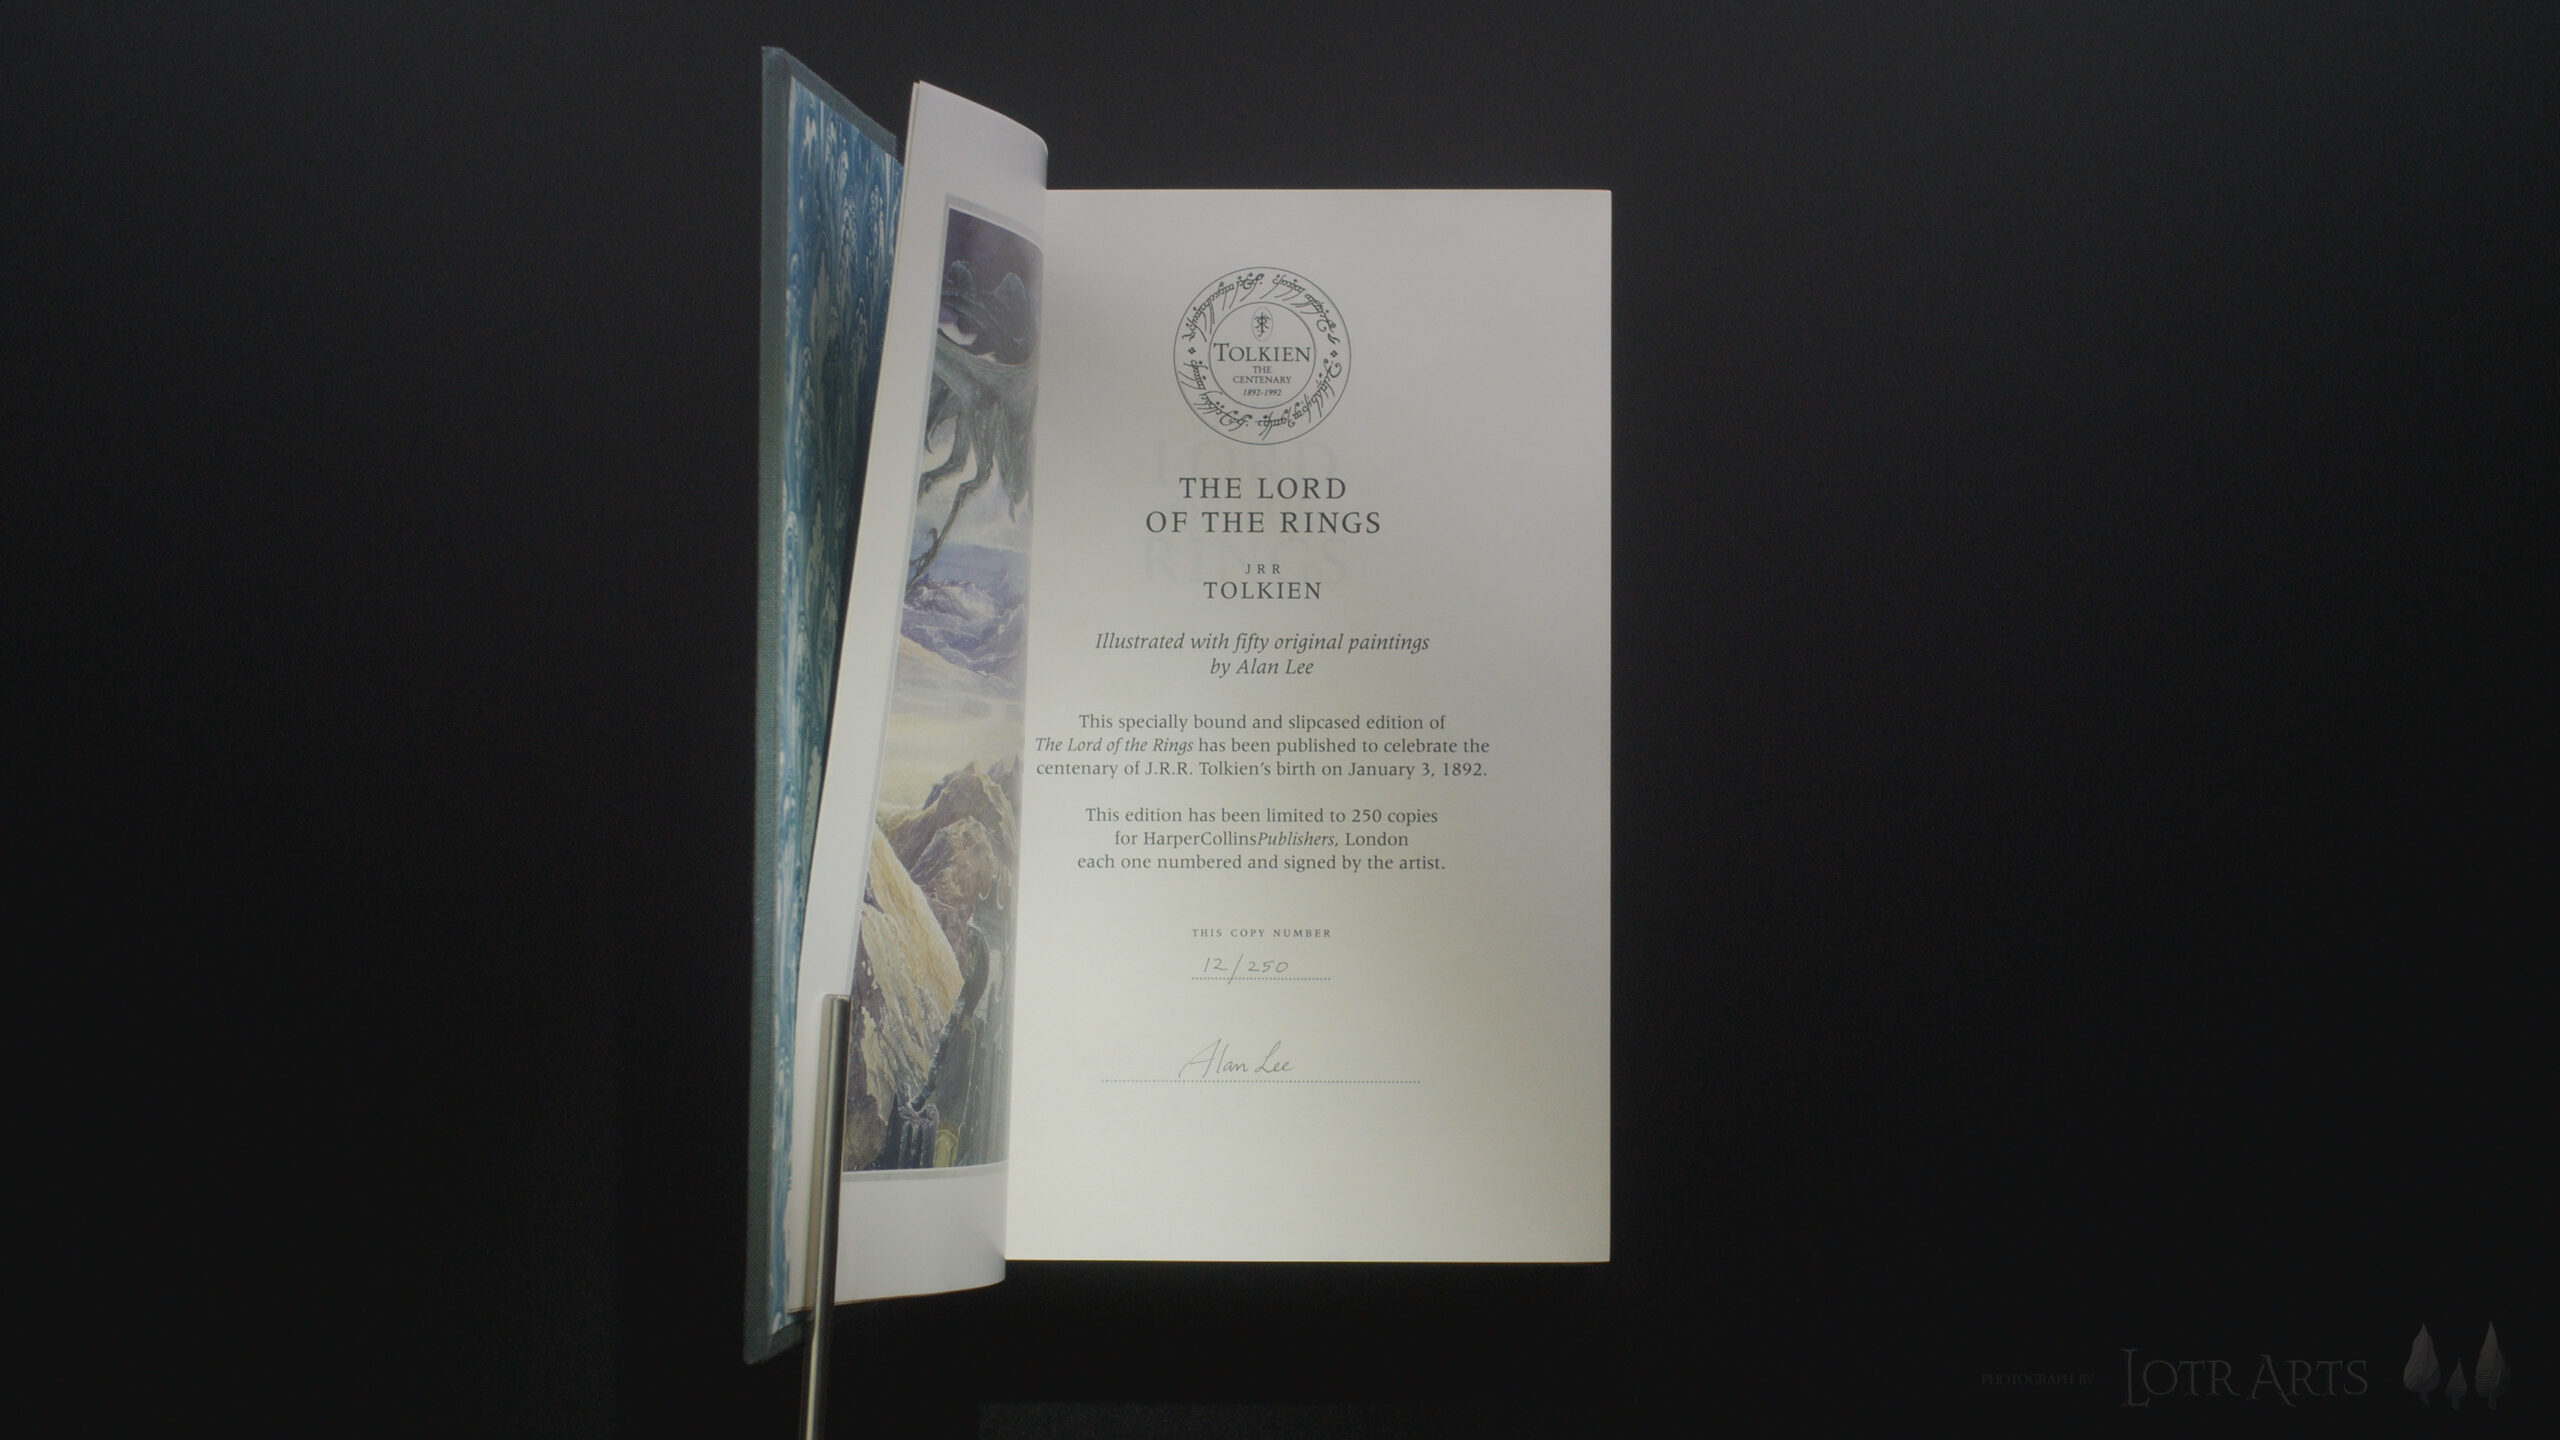 TOLKIEN
THE
CENTENARY
1892-1992
THE LORD
OF THE RINGS
JRR
TOLKIEN
Illustrated with fifty original paintings
by Alan Lee
This specially bound and slipcased edition of
The Lord of the Rings has been published to celebrate the
centenary of J.R.R. Tolkien's birth on January 3, 1892.
This edition has been limited to 250 copies
for HarperCollinsPublishers, London
each one numbered and signed by the artist.
THIS COPY NUMBER
12/250
Alan Lee
PHOTOGRAPH BY LOTR ARTS